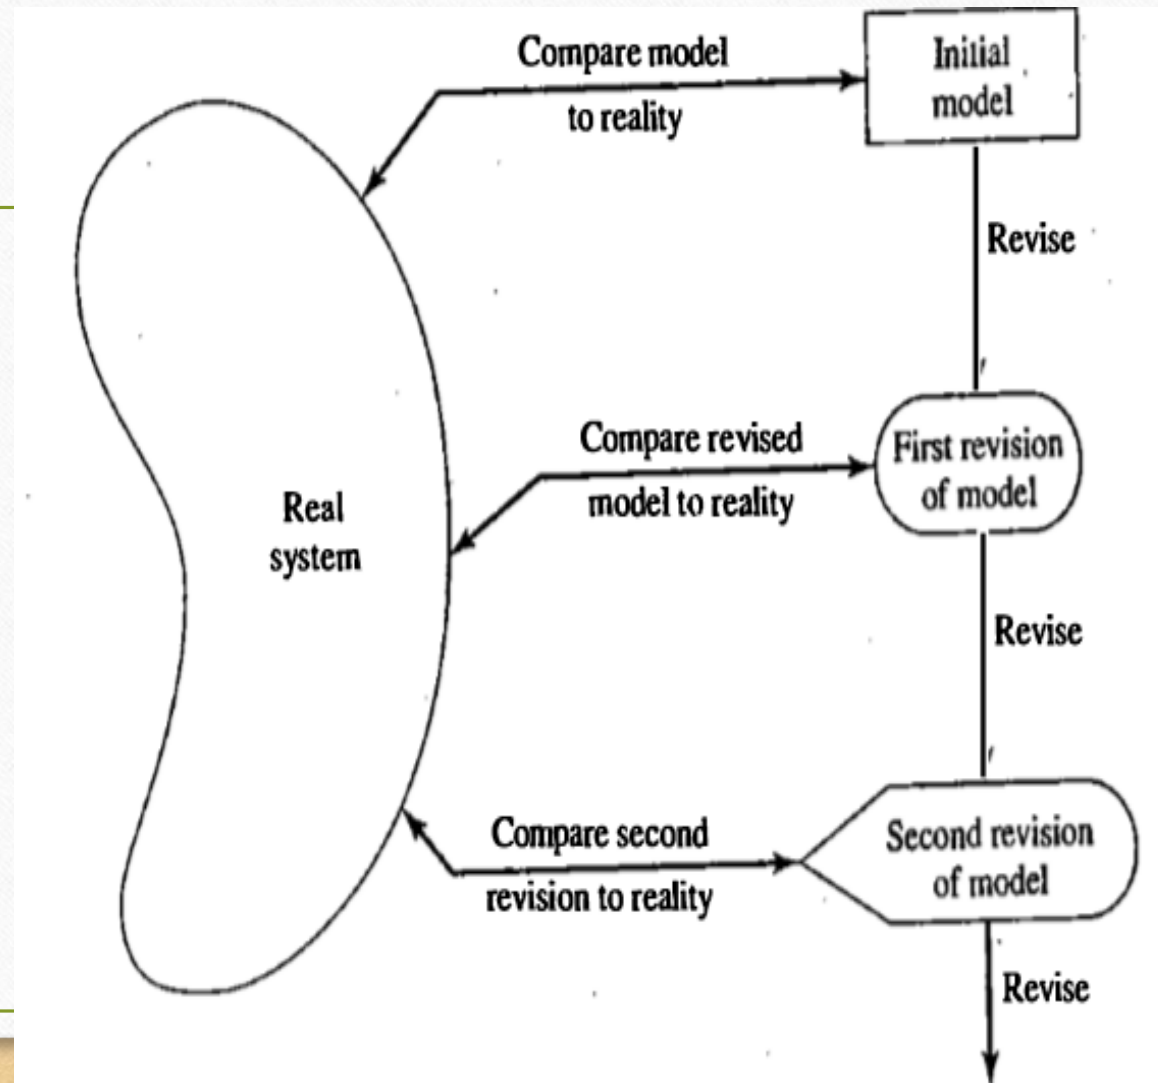 Compare model
to reality
Initial
model
Revise
Compare revised
model to reality
First revision
of model
Real
system
Revise
Compare second
revision to reality
Second revision
of model
Revise